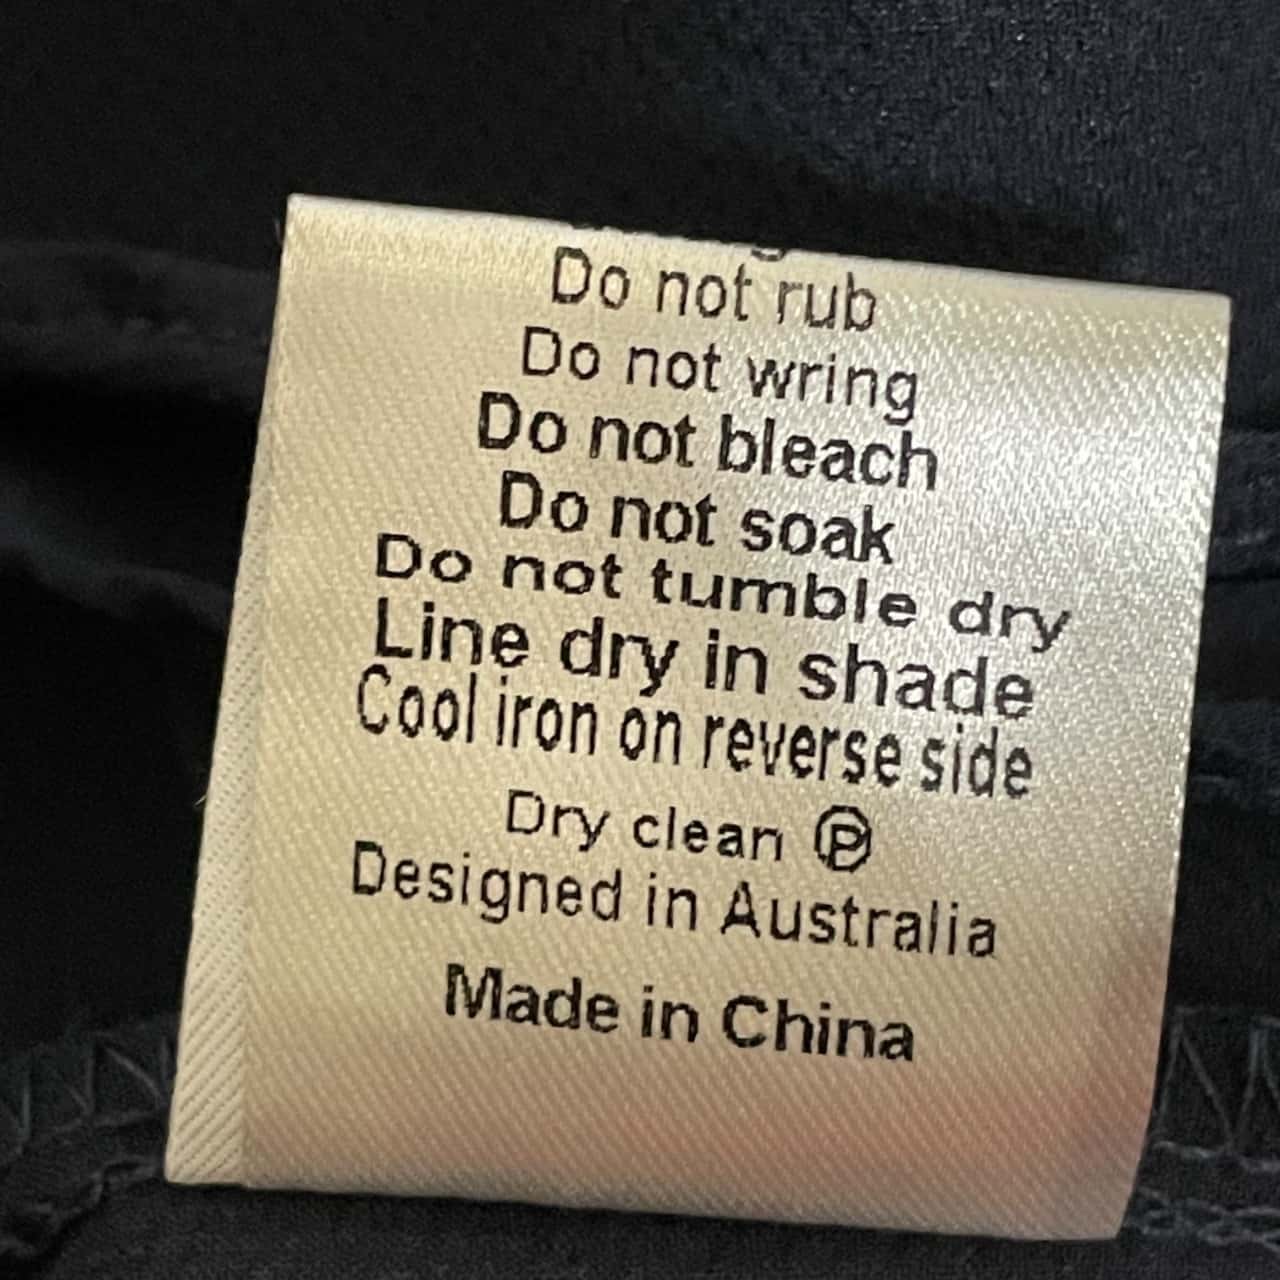 Do not rub
Do not wring
Do not bleach
Do not soak
Do not tumble dry
Line dry in shade
Cool iron on reverse side
Dry clean Ⓟ
Designed in Australia
Made in China